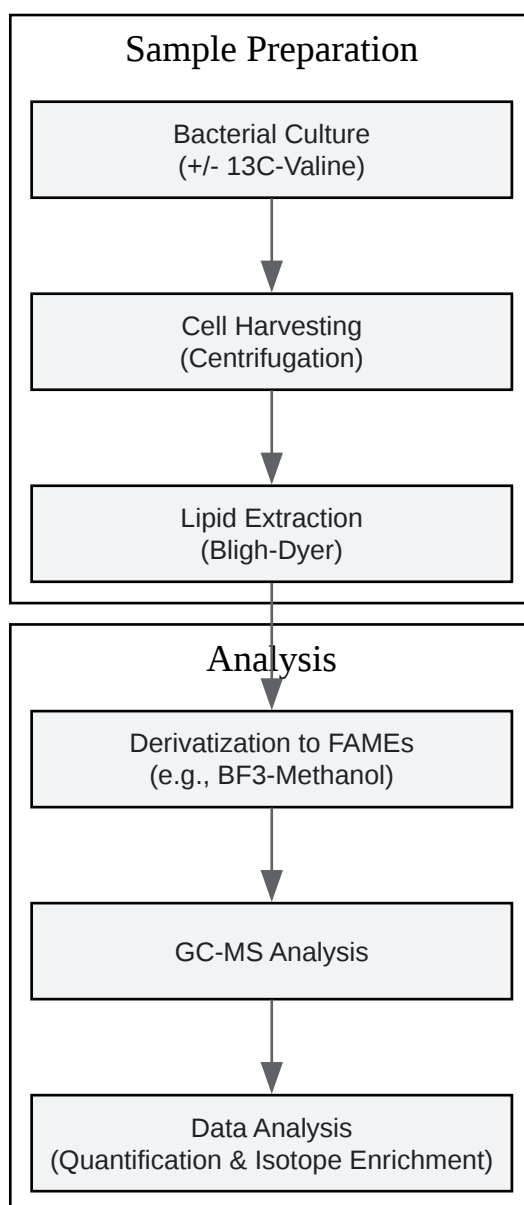 Sample Preparation
Bacterial Culture
(+/- 13C-Valine)
Cell Harvesting
(Centrifugation)
Lipid Extraction
(Bligh-Dyer)
Analysis
Derivatization to FAMEs
(e.g., BF3-Methanol)
GC-MS Analysis
Data Analysis
(Quantification & Isotope Enrichment)